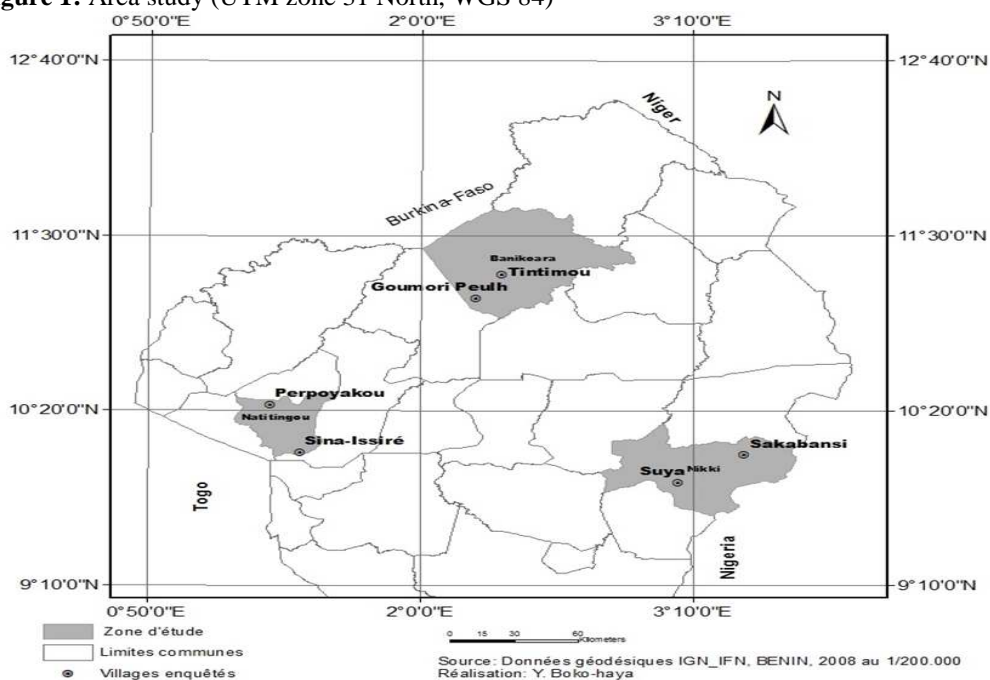 gure 1: Area study (UTM zone 31 North, WGS 84)
0°50'0"E 2°0'0"E 3°10'0"E
12°40'0"N 12°40'0"N
N
Niger
Burkina-Faso
11°30'0"N 11°30'0"N
Banikoara
Tintimou
Goumori Peulh
Perpoyakou
10°20'0"N 10°20'0"N
Natitingou
Sina-Issiré
Sakabansi
Suya Nikki
Togo
Nigeria
9°10'0"N 9°10'0"N
0°50'0"E 2°0'0"E 3°10'0"E
Zone d'étude
0 15 30 60
Kilometers
Limites communes
Source: Données géodésiques IGN_IFN, BENIN, 2008 au 1/200.000
Villages enquêtés
Réalisation: Y. Boko-haya